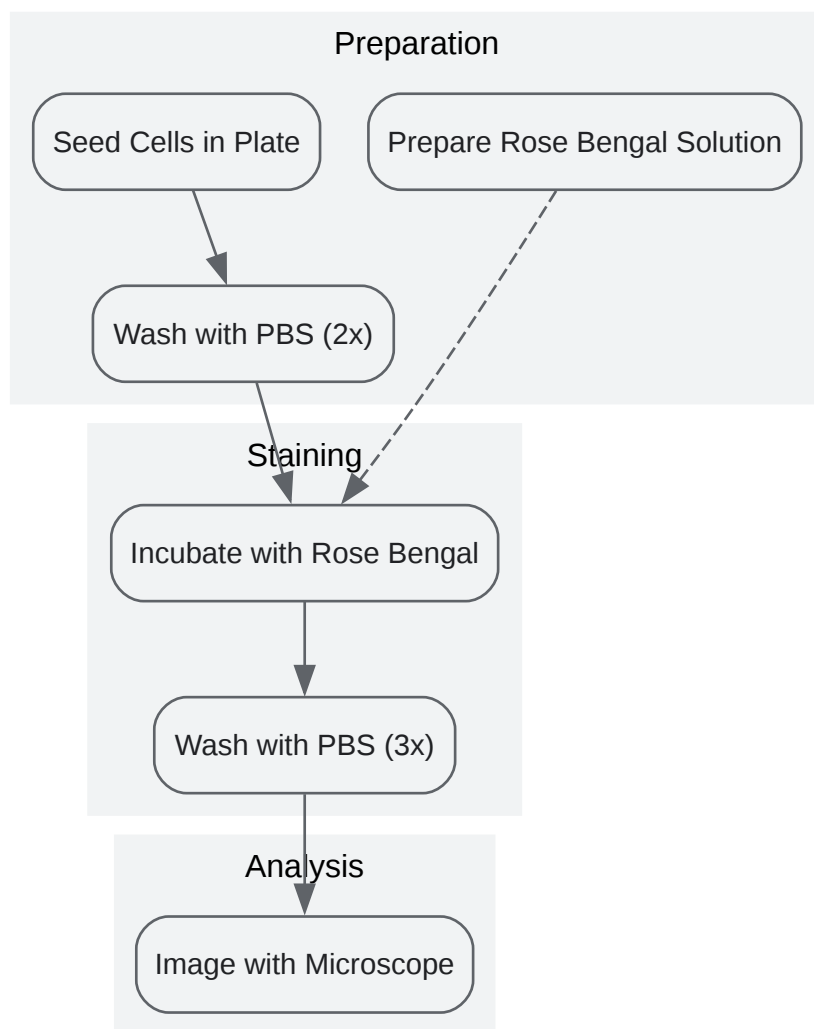 Preparation
Seed Cells in Plate
Prepare Rose Bengal Solution
Wash with PBS (2x)
Staining
Incubate with Rose Bengal
Wash with PBS (3x)
Analysis
Image with Microscope